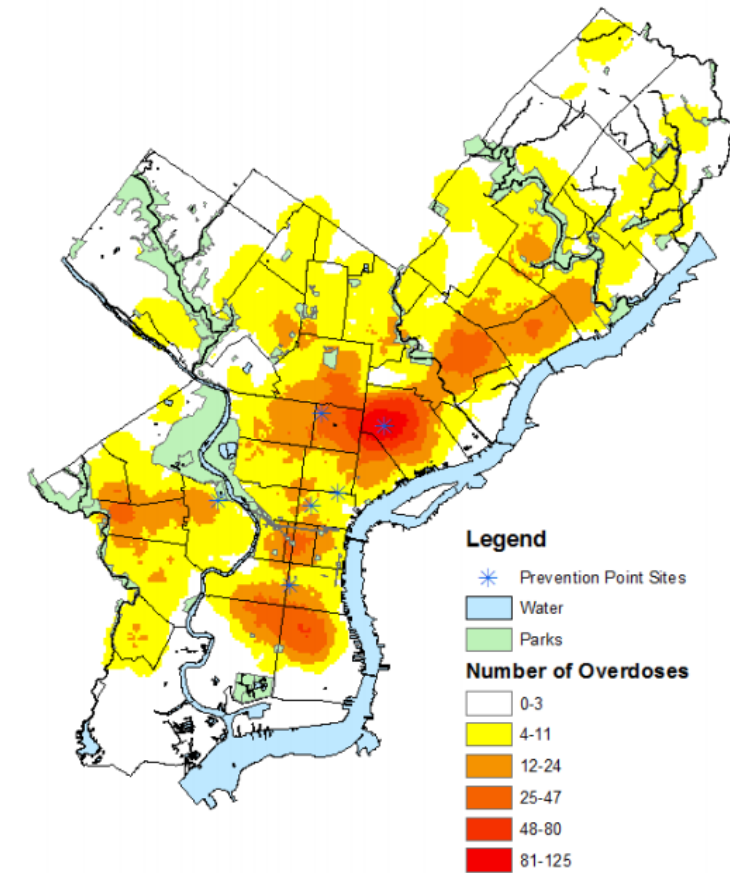 Legend
Prevention Point Sites
Water
Parks
Number of Overdoses
0-3
4-11
12-24
25-47
48-80
81-125